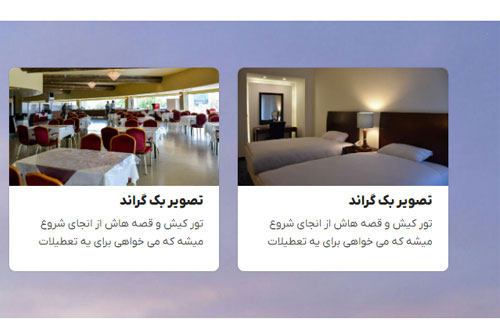 تصویر بک گراند
تور کیش و قصه هاش از انجای شروع
میشه که می خواهی برای یه تعطیلات
تصویر بک گراند
تور کیش و قصه هاش از انجای شروع
میشه که می خواهی برای یه تعطیلات